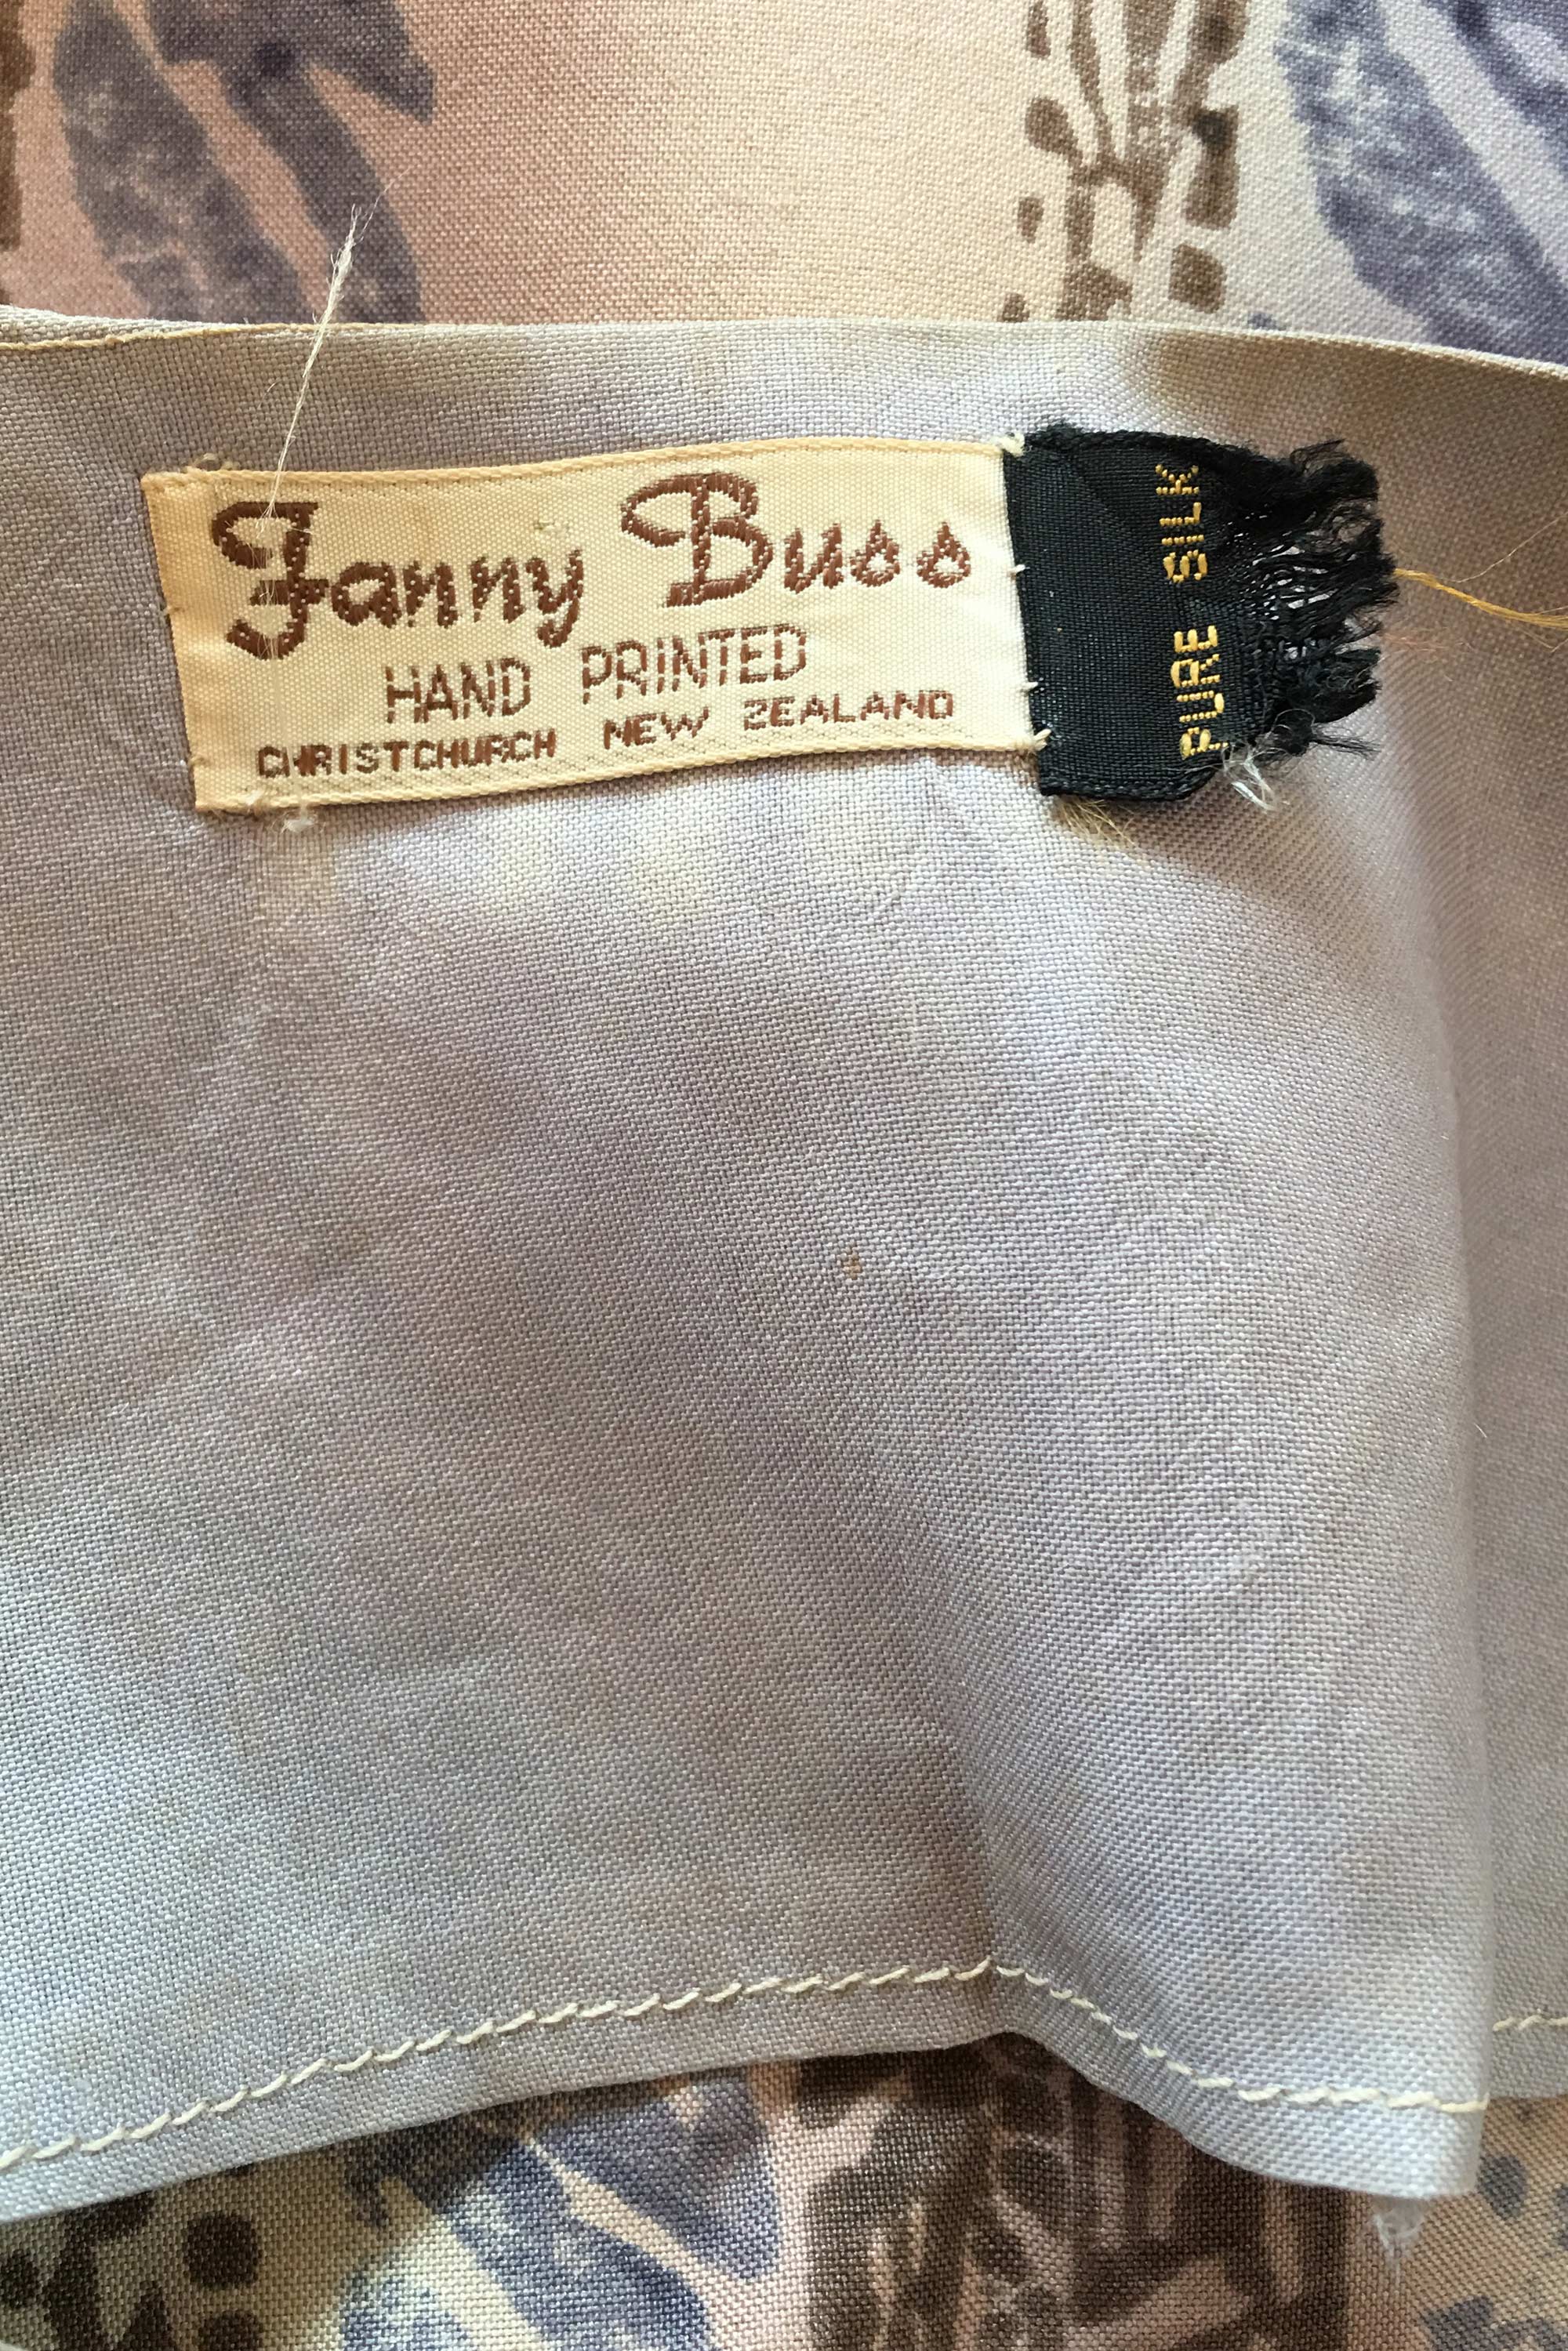 Fanny Buss
HAND PRINTED
CHRISTCHURCH NEW ZEALAND
PURE SILK